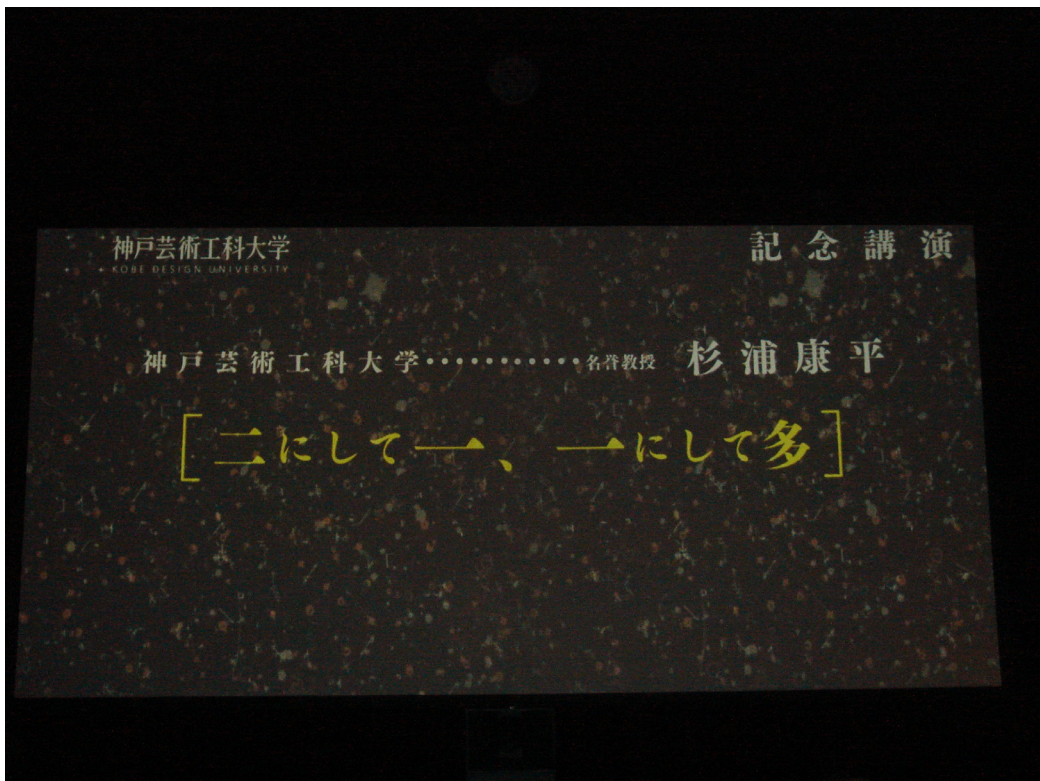 神戸芸術工科大学
KOBE DESIGN UNIVERSITY
記念講演
神戸芸術工科大学・・・・・・・・・・・名誉教授 杉浦康平
[二にして一、一にして多]